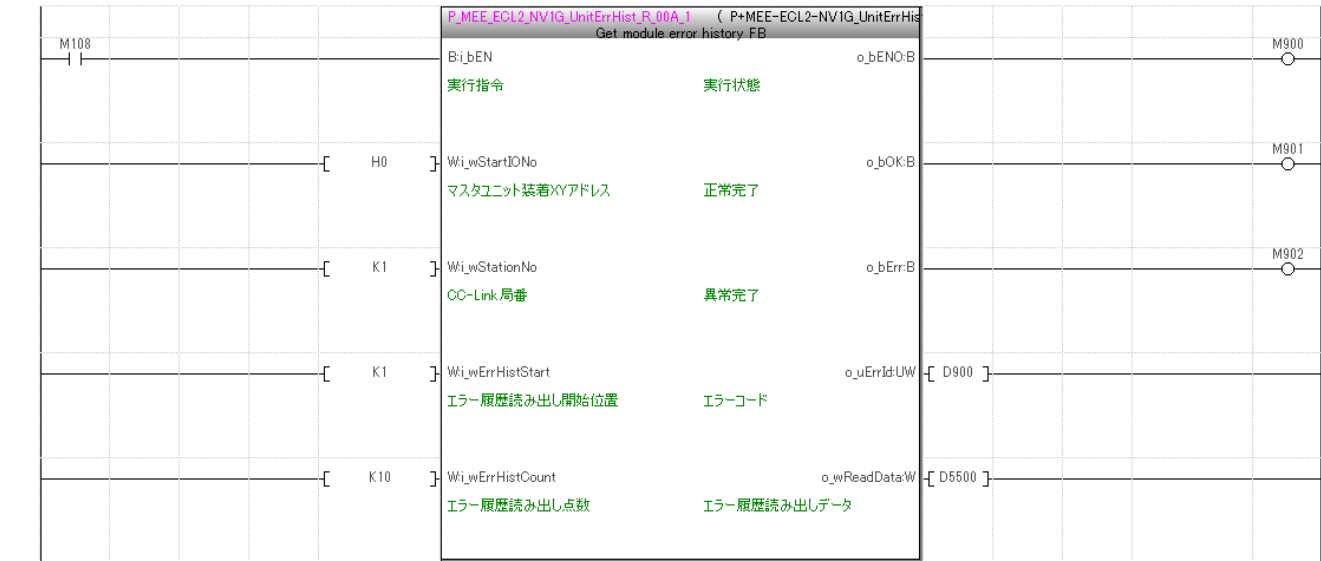 P_MEE_ECL2_NV1G_UnitErrHist_R_00A_1 ( P+MEE-ECL2-NV1G_UnitErrHis
Get module error history FB
M108
B:i_bEN
o_bENO:B
M900
実行指令
実行状態
H0
W:i_wStartIONo
o_bOK:B
M901
マスタユニット装着XYアドレス
正常完了
K1
W:i_wStationNo
o_bErr:B
M902
CC-Link局番
異常完了
K1
W:i_wErrHistStart
o_uErrId:UW
D900
エラー履歴読み出し開始位置
エラーコード
K10
W:i_wErrHistCount
o_wReadData:W
D5500
エラー履歴読み出し点数
エラー履歴読み出しデータ